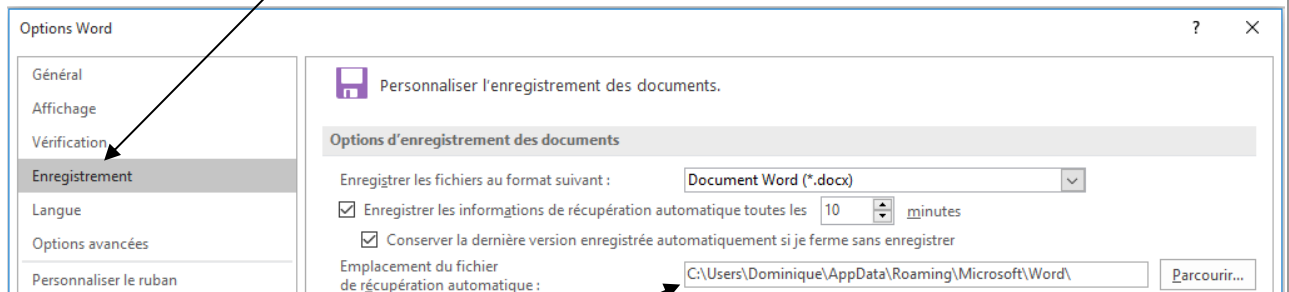 Options Word ? ×
Général
Affichage
Vérification
Enregistrement
Langue
Options avancées
Personnaliser le ruban
Personnaliser l'enregistrement des documents.
Options d'enregistrement des documents
Enregistrer les fichiers au format suivant : Document Word (*.docx)
Enregistrer les informations de récupération automatique toutes les 10 minutes
Conserver la dernière version enregistrée automatiquement si je ferme sans enregistrer
Emplacement du fichier
de récupération automatique : C:\Users\Dominique\AppData\Roaming\Microsoft\Word\ Parcourir...